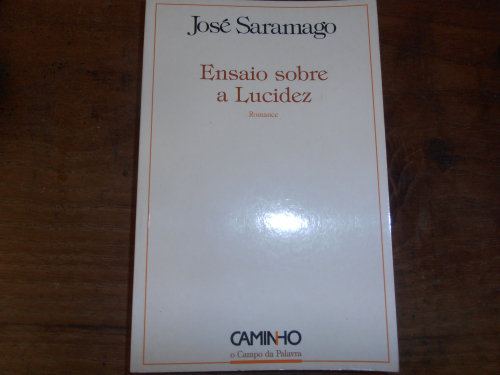 José Saramago
Ensaio sobre
a Lucidez
Romance
CAMINHO
o Campo da Palavra